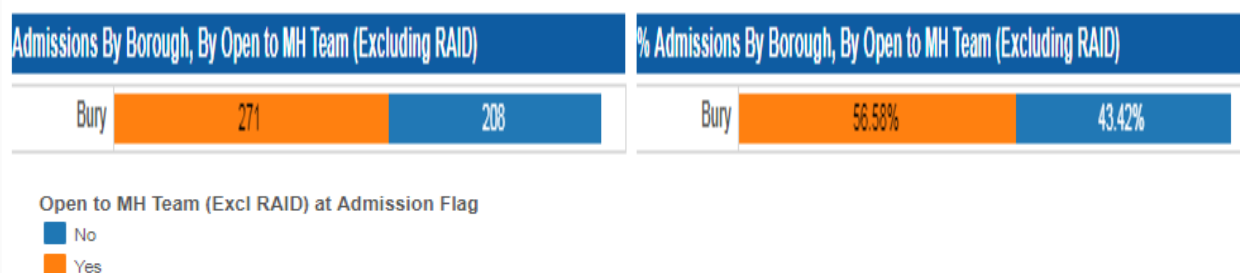 Admissions By Borough, By Open to MH Team (Excluding RAID)
Bury 271 208
% Admissions By Borough, By Open to MH Team (Excluding RAID)
Bury 56.58% 43.42%
Open to MH Team (Excl RAID) at Admission Flag
No
Yes